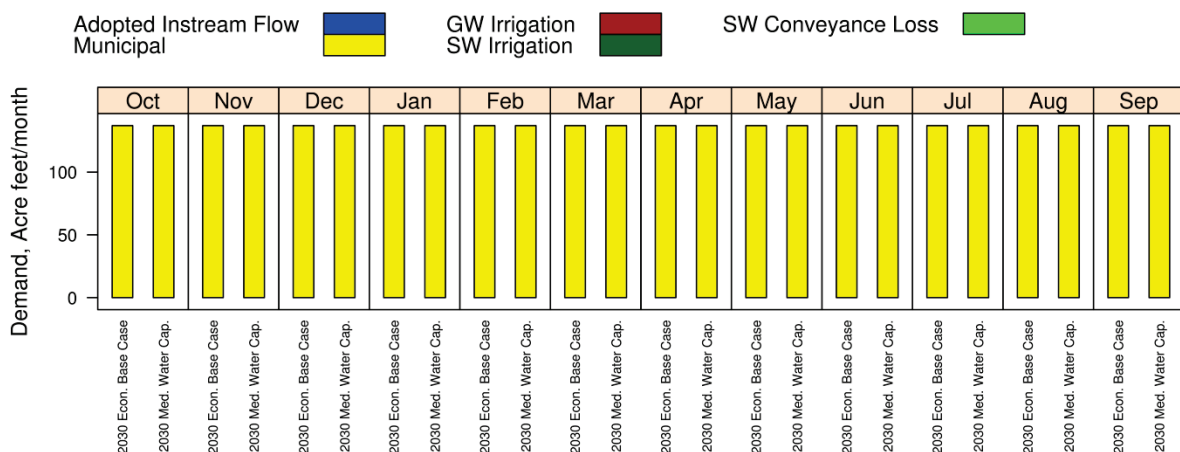 Adopted Instream Flow GW Irrigation SW Conveyance Loss
Municipal SW Irrigation
Oct Nov Dec Jan Feb Mar Apr May Jun Jul Aug Sep
Demand, Acre feet/month
100
50
0
2030 Econ. Base Case
2030 Med. Water Cap.
2030 Econ. Base Case
2030 Med. Water Cap.
2030 Econ. Base Case
2030 Med. Water Cap.
2030 Econ. Base Case
2030 Med. Water Cap.
2030 Econ. Base Case
2030 Med. Water Cap.
2030 Econ. Base Case
2030 Med. Water Cap.
2030 Econ. Base Case
2030 Med. Water Cap.
2030 Econ. Base Case
2030 Med. Water Cap.
2030 Econ. Base Case
2030 Med. Water Cap.
2030 Econ. Base Case
2030 Med. Water Cap.
2030 Econ. Base Case
2030 Med. Water Cap.
2030 Econ. Base Case
2030 Med. Water Cap.